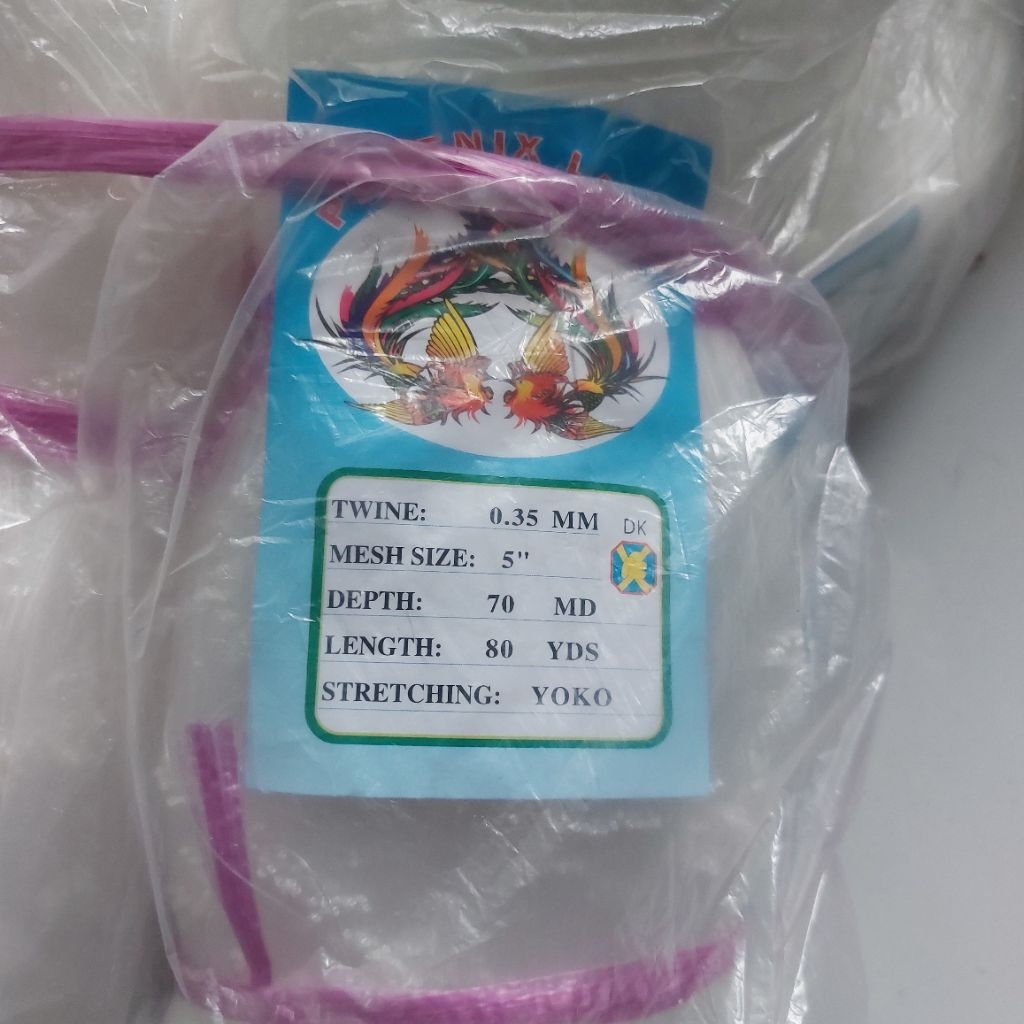 TWINE: 0.35 MM DK
MESH SIZE: 5"
DEPTH: 70 MD
LENGTH: 80 YDS
STRETCHING: YOKO